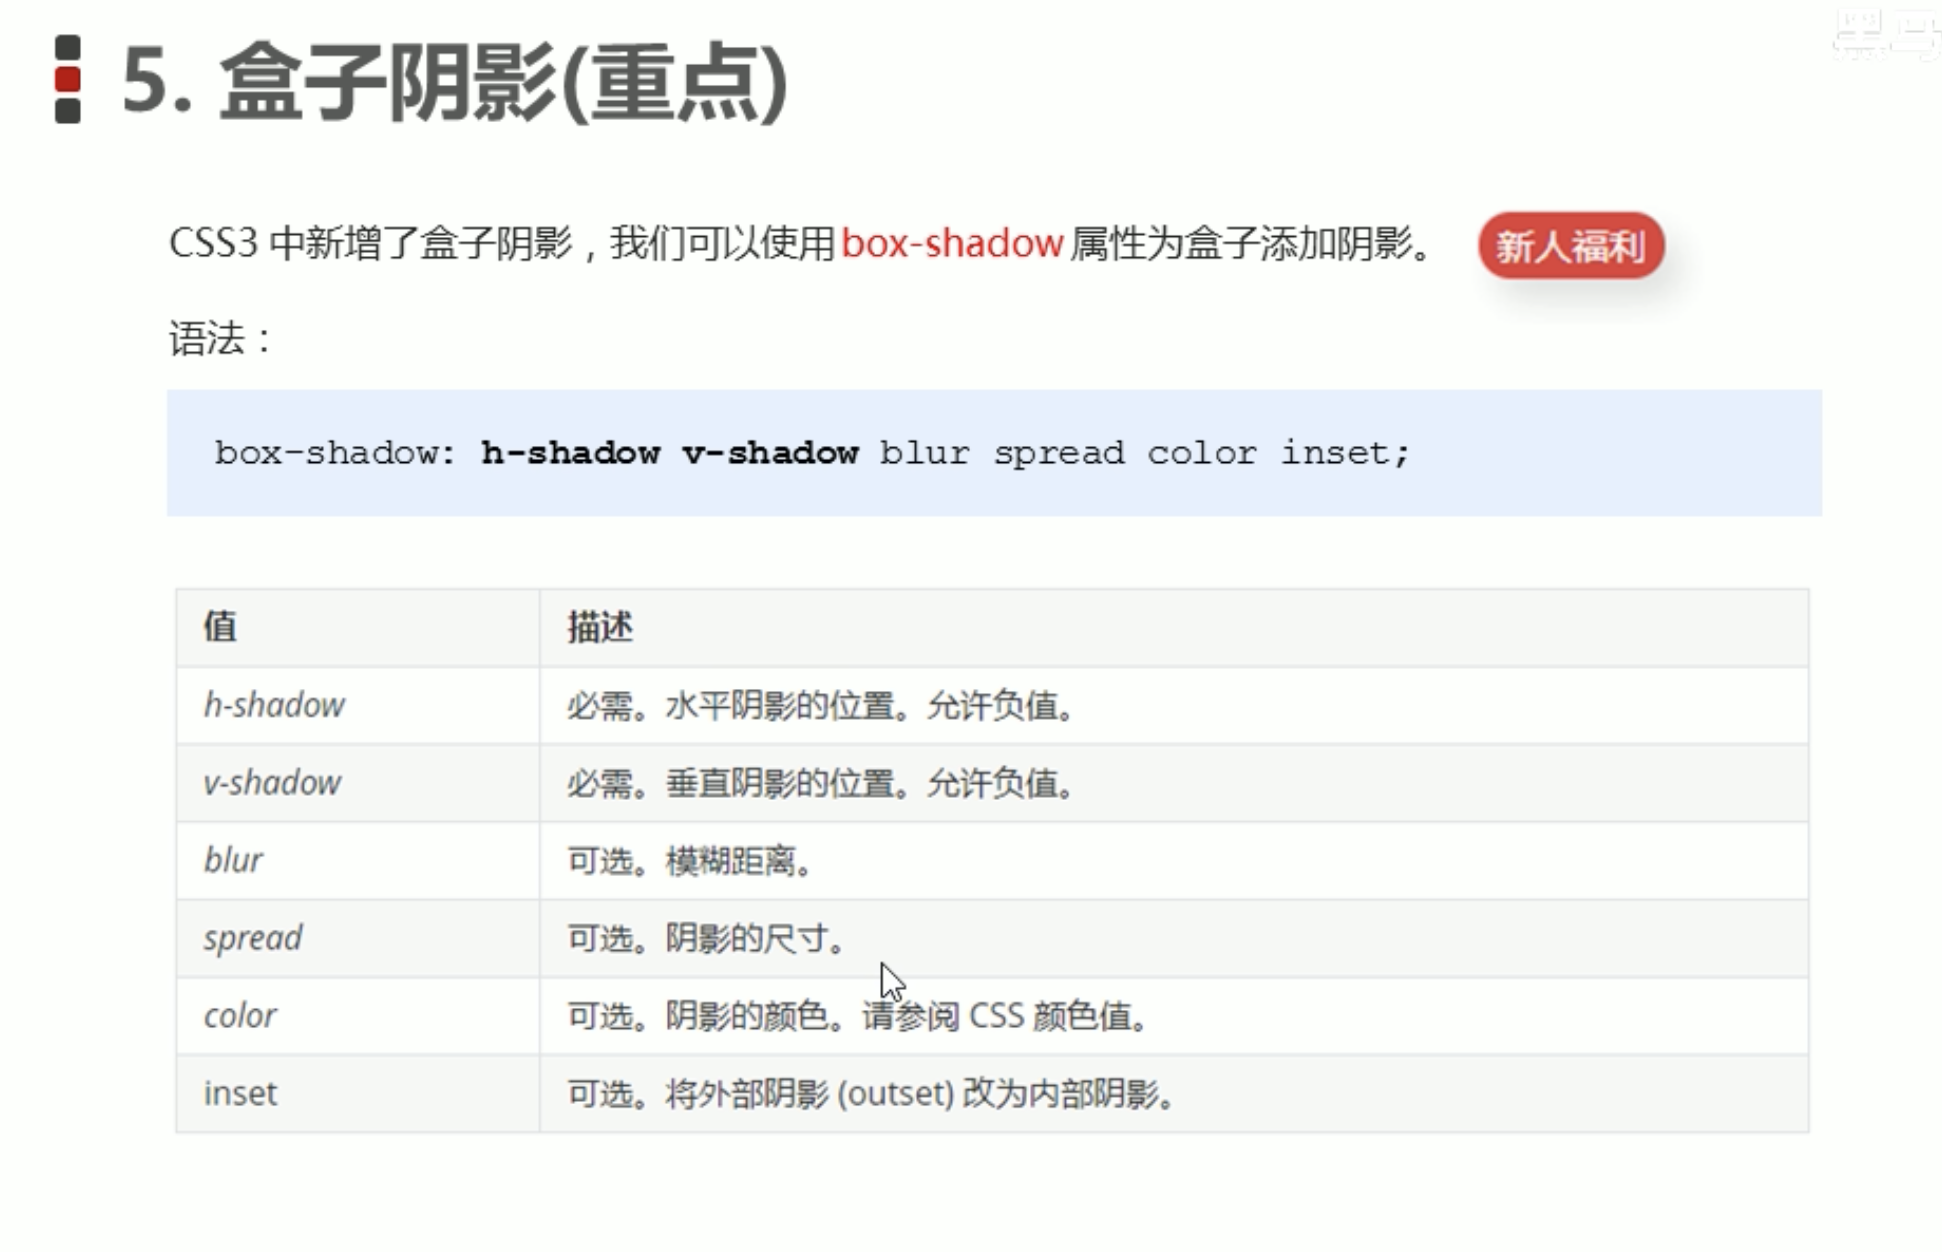 黑马
5. 盒子阴影(重点)
CSS3 中新增了盒子阴影，我们可以使用box-shadow属性为盒子添加阴影。 新人福利
语法：
box-shadow: h-shadow v-shadow blur spread color inset;
值 描述
h-shadow 必需。水平阴影的位置。允许负值。
v-shadow 必需。垂直阴影的位置。允许负值。
blur 可选。模糊距离。
spread 可选。阴影的尺寸。
color 可选。阴影的颜色。请参阅 CSS 颜色值。
inset 可选。将外部阴影 (outset) 改为内部阴影。